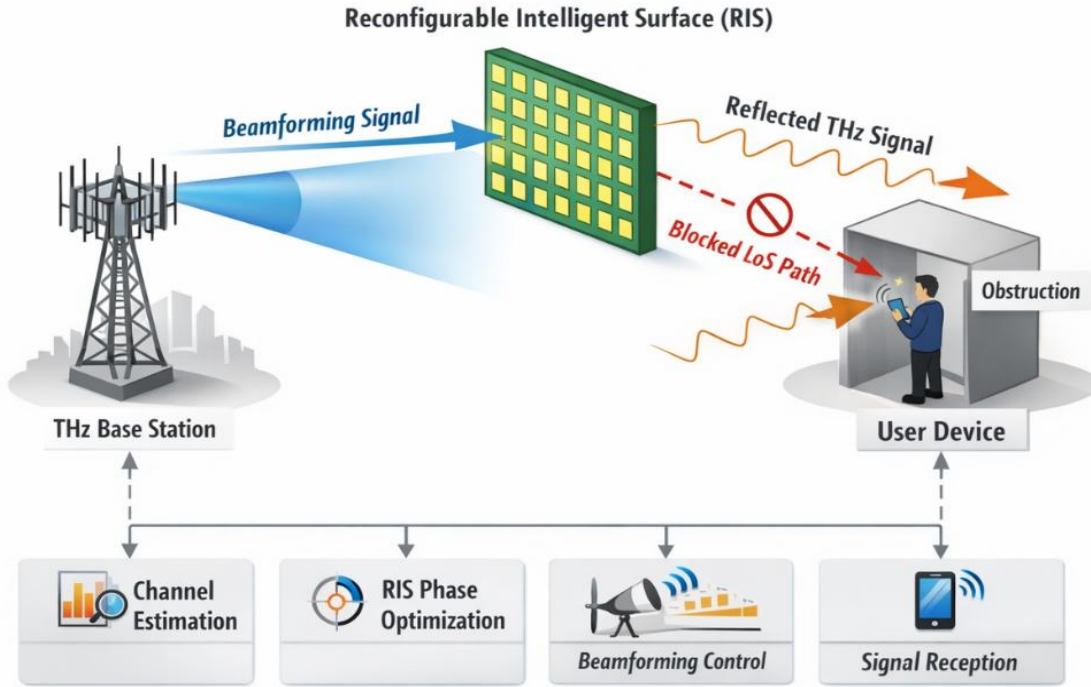 Reconfigurable Intelligent Surface (RIS)
Beamforming Signal
Reflected THz Signal
Blocked LoS Path
Obstruction
THz Base Station
User Device
Channel
Estimation
RIS Phase
Optimization
Beamforming Control
Signal Reception